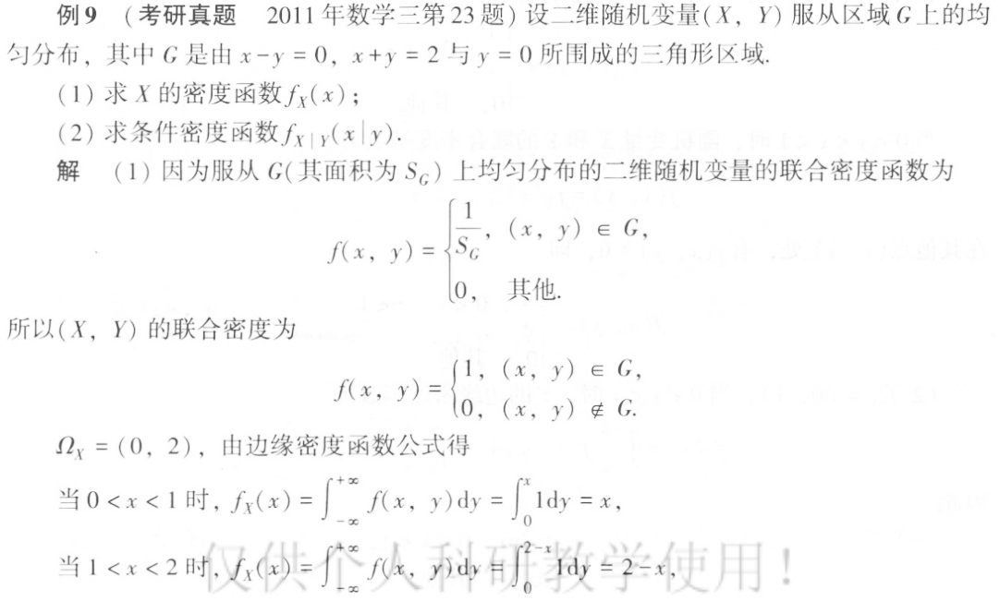 例9 (考研真题 2011年数学三第23题) 设二维随机变量(X, Y)服从区域G上的均
匀分布, 其中G是由x-y=0, x+y=2与y=0所围成的三角形区域.
(1) 求X的密度函数f_X(x);
(2) 求条件密度函数f_{X|Y}(x|y).
解 (1) 因为服从G(其面积为S_G)上均匀分布的二维随机变量的联合密度函数为
f(x, y)={1/S_G, (x, y)∈G,
0, 其他.
所以(X, Y)的联合密度为
f(x, y)={1, (x, y)∈G,
0, (x, y)∉G.
Ω_X=(0, 2), 由边缘密度函数公式得
当0<x<1时, f_X(x)=∫_{-∞}^{+∞} f(x, y)dy=∫_0^x 1dy=x,
当1<x<2时, f_X(x)=∫_{-∞}^{+∞} f(x, y)dy=∫_0^{2-x} 1dy=2-x,
仅供个人科研教学使用!